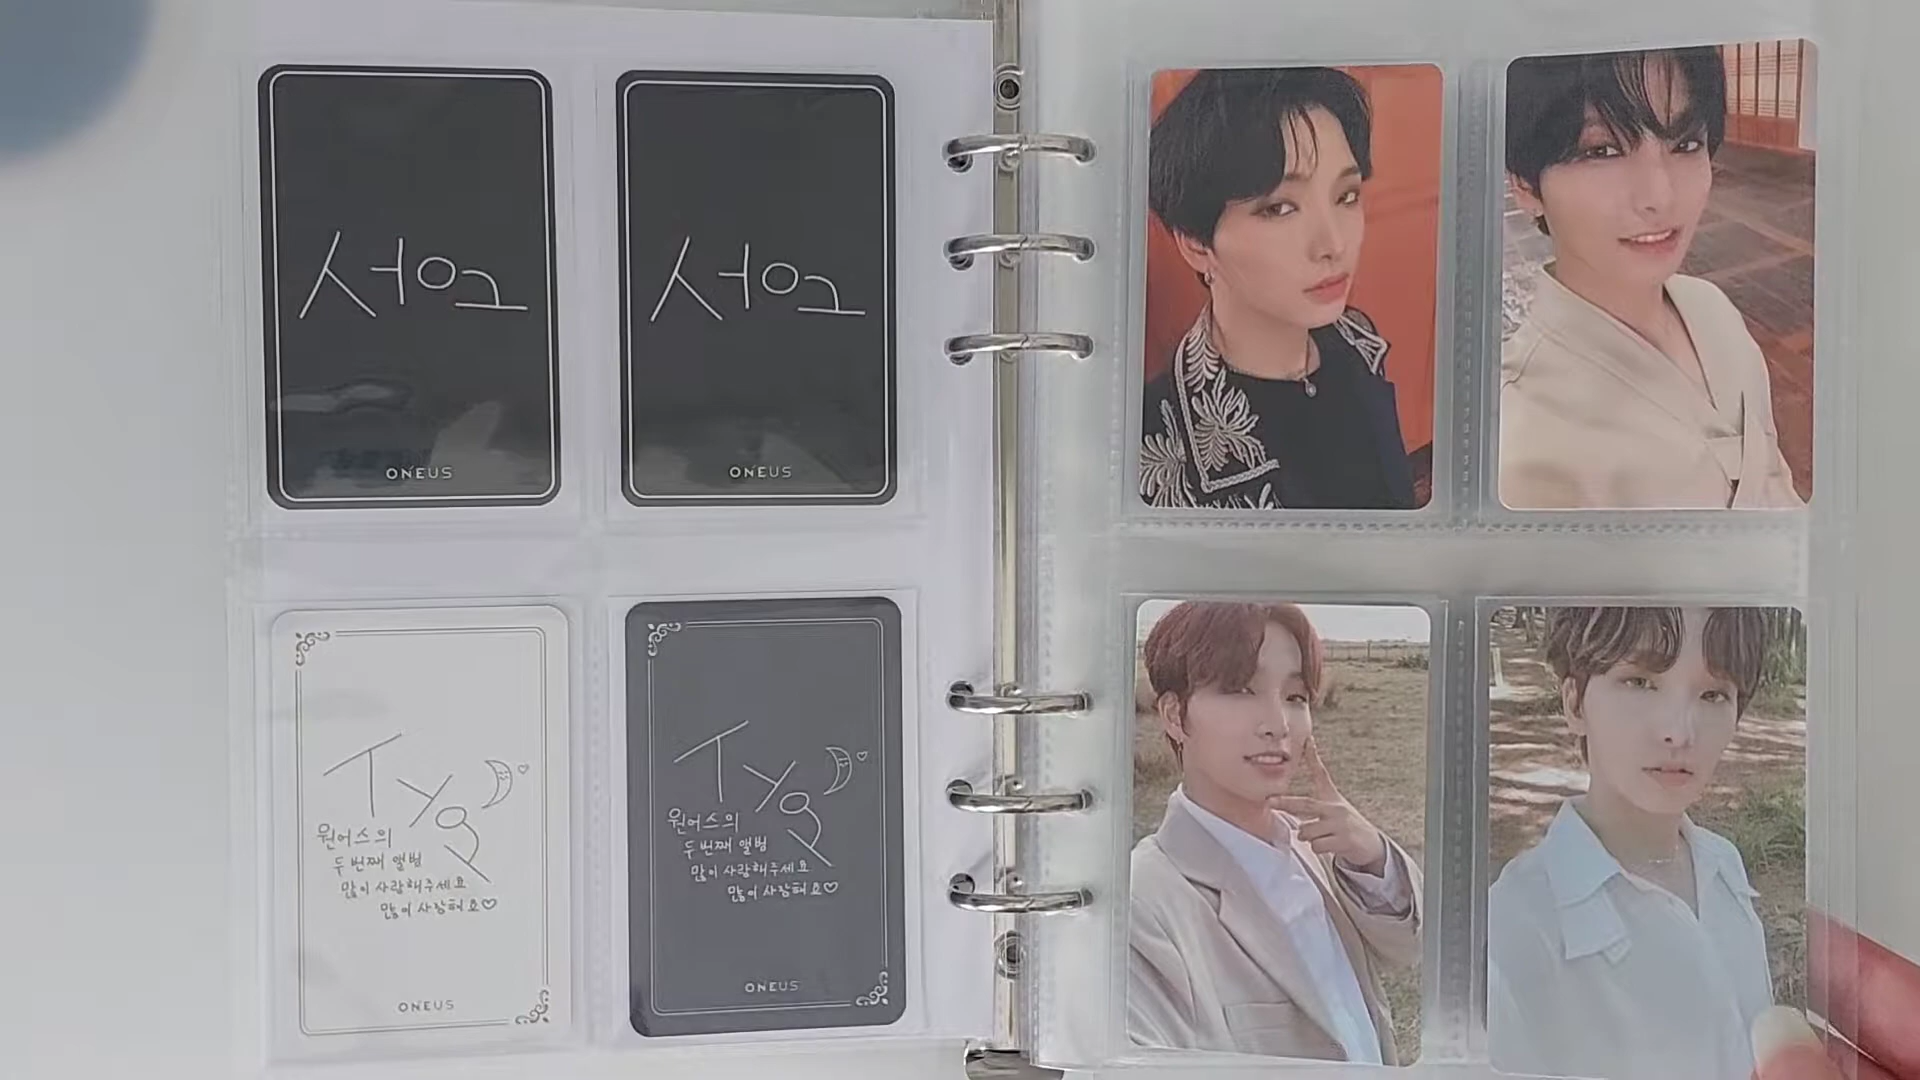 서호
ONEUS
서호
ONEUS
원어스의
두번째 앨범
많이 사랑해주세요
많이 사랑해요♡
ONEUS
원어스의
두번째 앨범
많이 사랑해주세요
많이 사랑해요♡
ONEUS